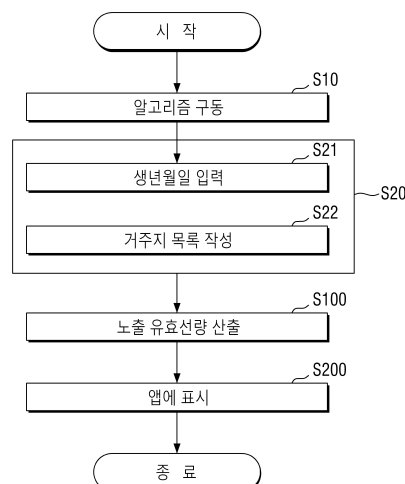 시 작
S10
알고리즘 구동
S21
생년월일 입력
S20
S22
거주지 목록 작성
S100
노출 유효선량 산출
S200
앱에 표시
종 료